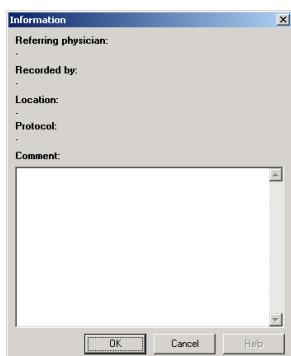 Information
Referring physician:
-
Recorded by:
-
Location:
-
Protocol:
-
Comment:
OK Cancel Help